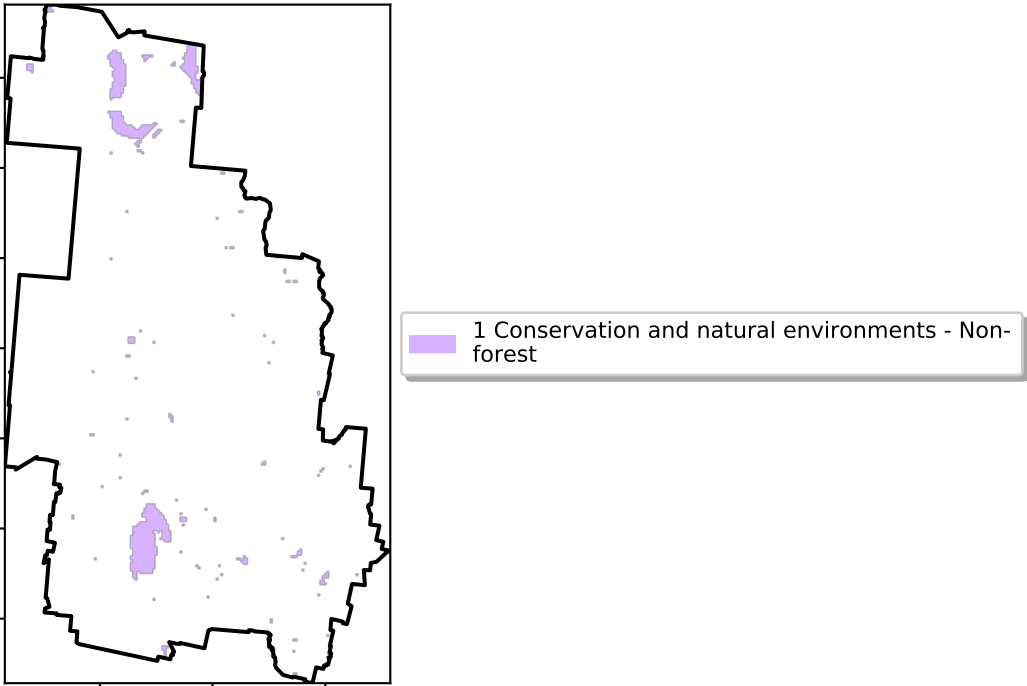 1 Conservation and natural environments - Non-
forest